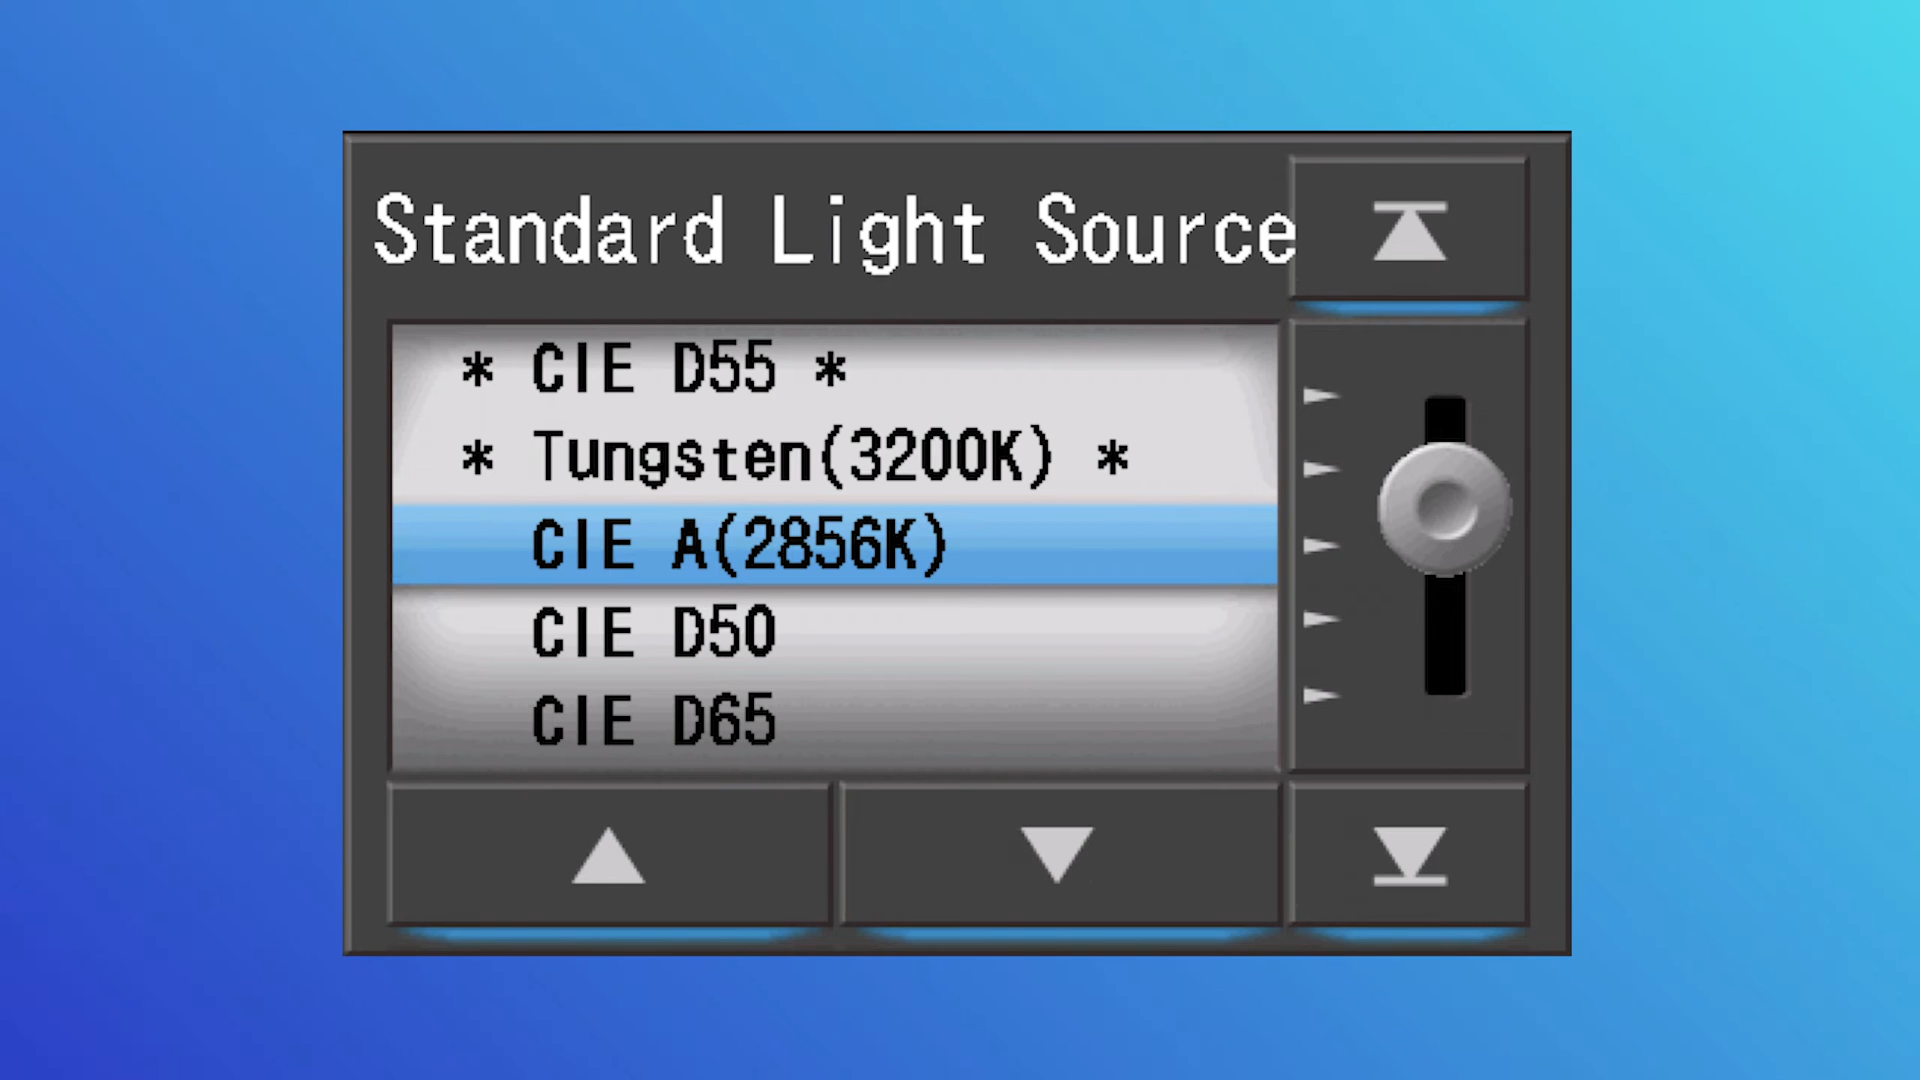 Standard Light Source
* CIE D55 *
* Tungsten(3200K) *
CIE A(2856K)
CIE D50
CIE D65